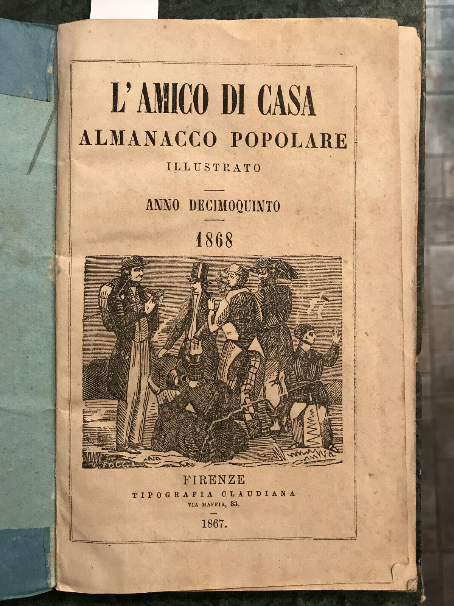 L'AMICO DI CASA
ALMANACCO POPOLARE
ILLUSTRATO
ANNO DECIMOQUINTO
1868
FIRENZE
TIPOGRAFIA CLAUDIANA
VIA MAFFIA, 33.
1867.